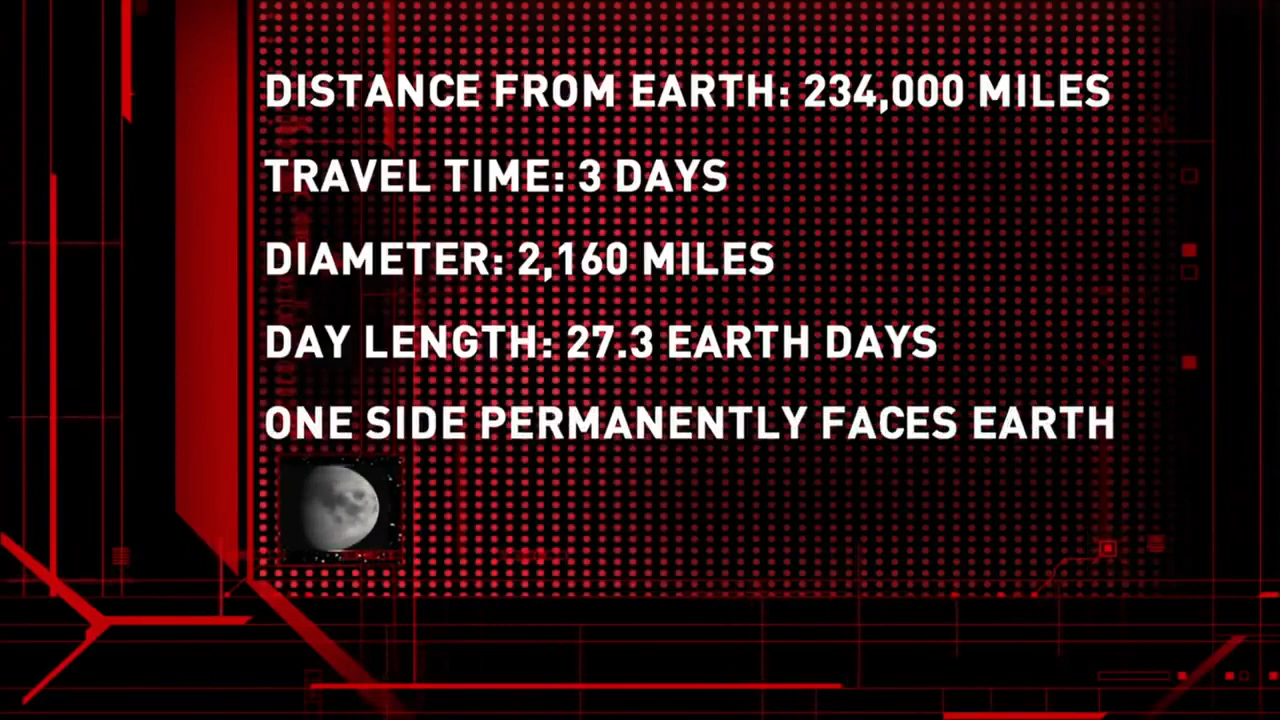 DISTANCE FROM EARTH: 234,000 MILES
TRAVEL TIME: 3 DAYS
DIAMETER: 2,160 MILES
DAY LENGTH: 27.3 EARTH DAYS
ONE SIDE PERMANENTLY FACES EARTH